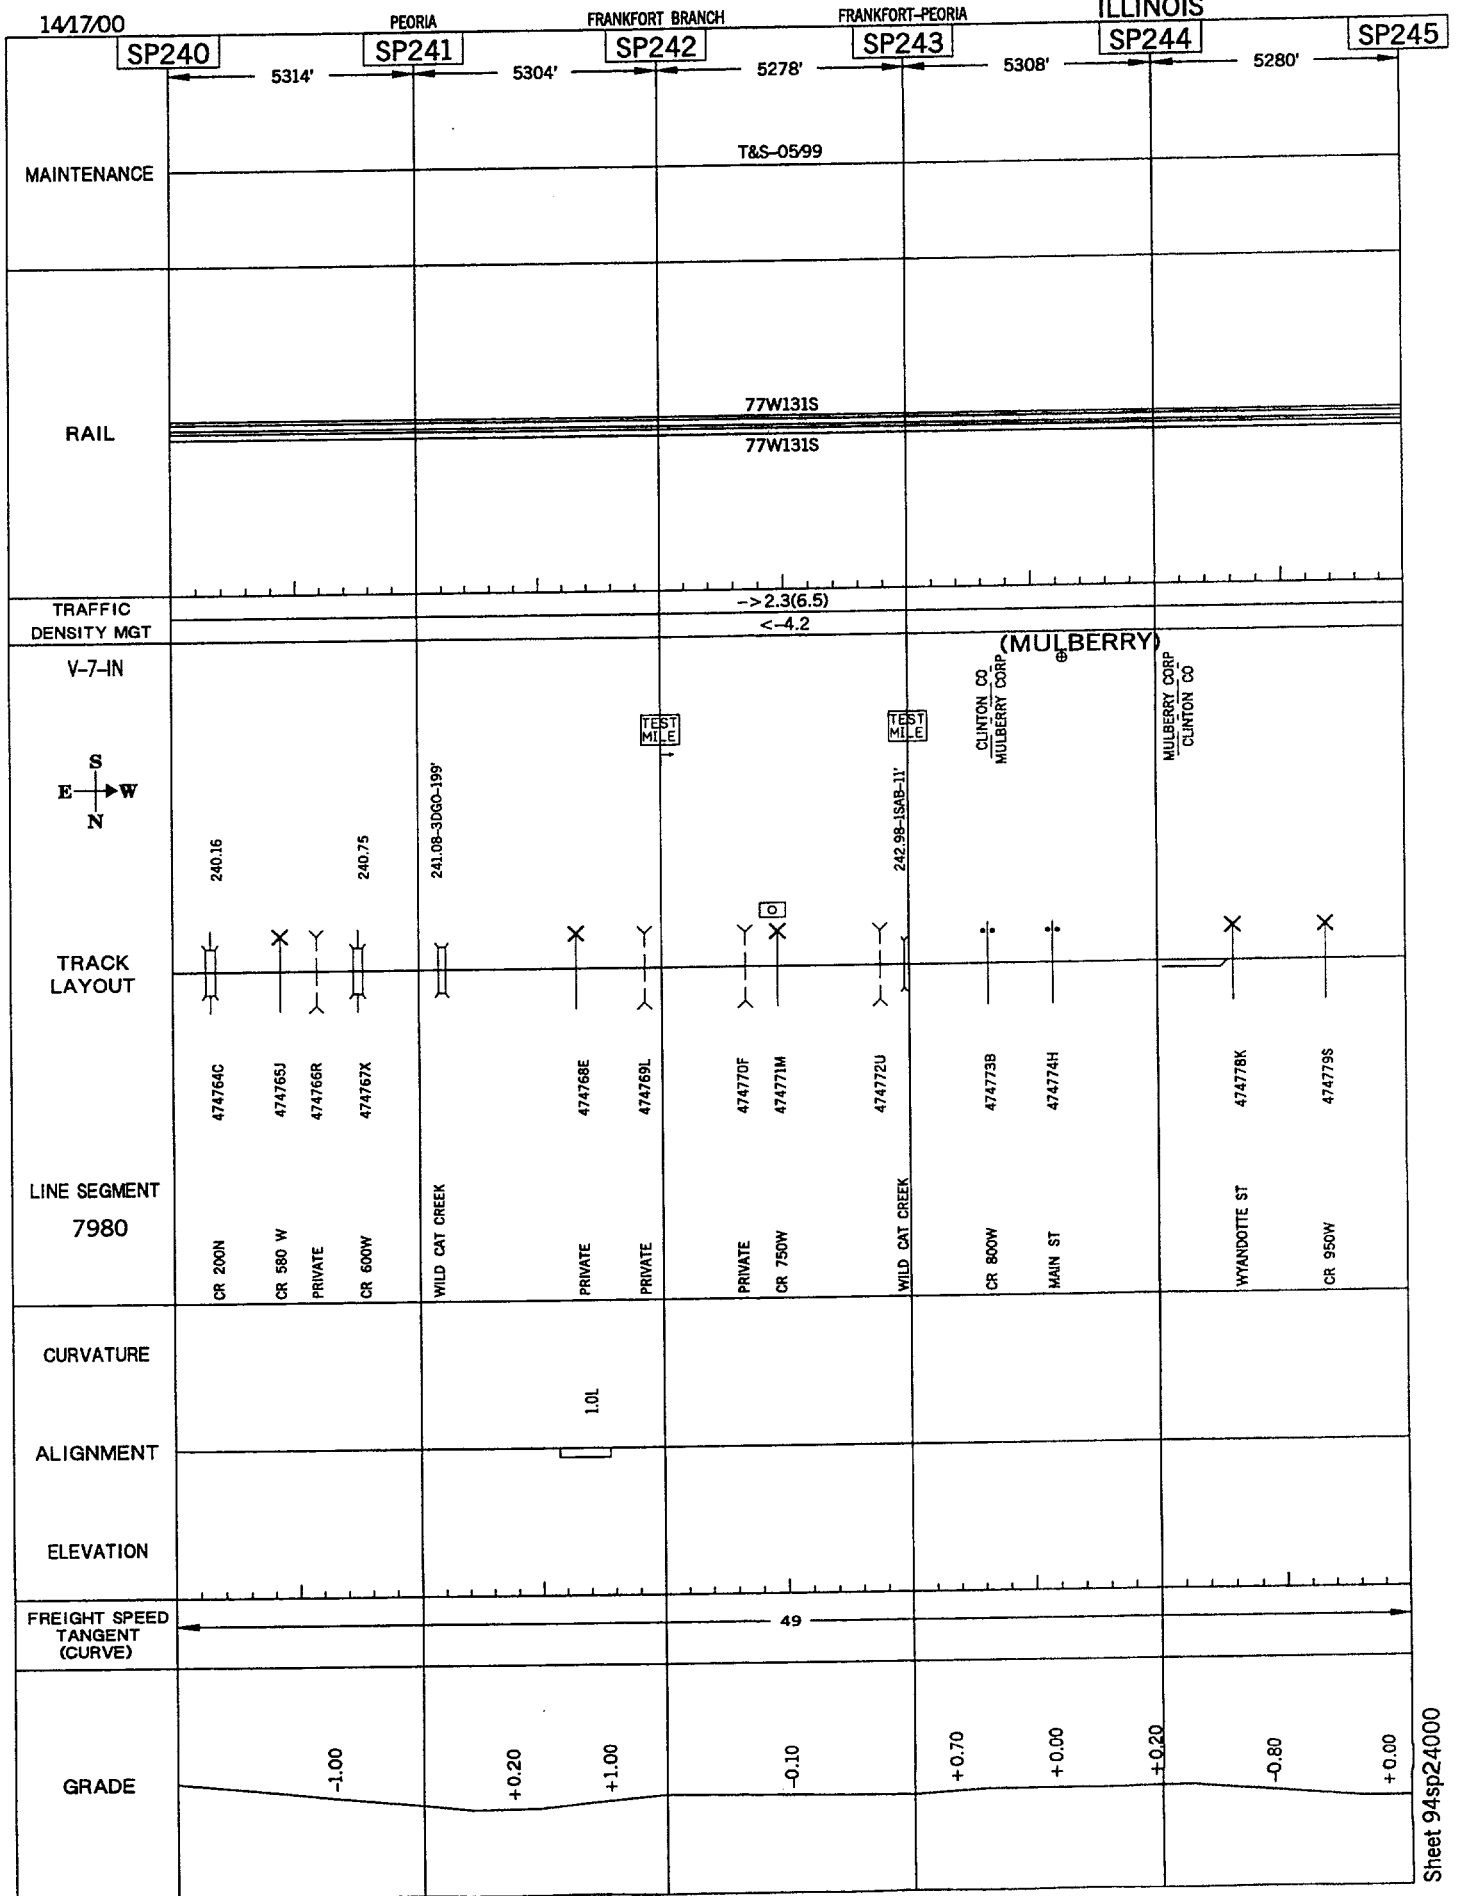 14/17/00
PEORIA
FRANKFORT BRANCH
FRANKFORT-PEORIA
ILLINOIS
SP240
SP241
SP242
SP243
SP244
SP245
5314'
5304'
5278'
5308'
5280'
MAINTENANCE
T&S-05/99
RAIL
77W131S
77W131S
TRAFFIC
DENSITY MGT
->2.3(6.5)
<-4.2
V-7-IN
(MULBERRY)
CLINTON CO
MULBERRY CORP
MULBERRY CORP
CLINTON CO
TEST
MILE
TEST
MILE
S
E W
N
240.16
240.75
241.08-3DGO-199'
242.98-1SAB-11'
O
TRACK
LAYOUT
474764C
474765J
474766R
474767X
474768E
474769L
474770F
474771M
474772U
474773B
474774H
474778K
474779S
LINE SEGMENT
7980
CR 200N
CR 580 W
PRIVATE
CR 600W
WILD CAT CREEK
PRIVATE
PRIVATE
PRIVATE
CR 750W
WILD CAT CREEK
CR 800W
MAIN ST
WYANDOTTE ST
CR 950W
CURVATURE
1.0L
ALIGNMENT
ELEVATION
FREIGHT SPEED
TANGENT
(CURVE)
49
GRADE
-1.00
+0.20
+1.00
-0.10
+0.70
+0.00
+0.20
-0.80
+0.00
Sheet 94sp24000